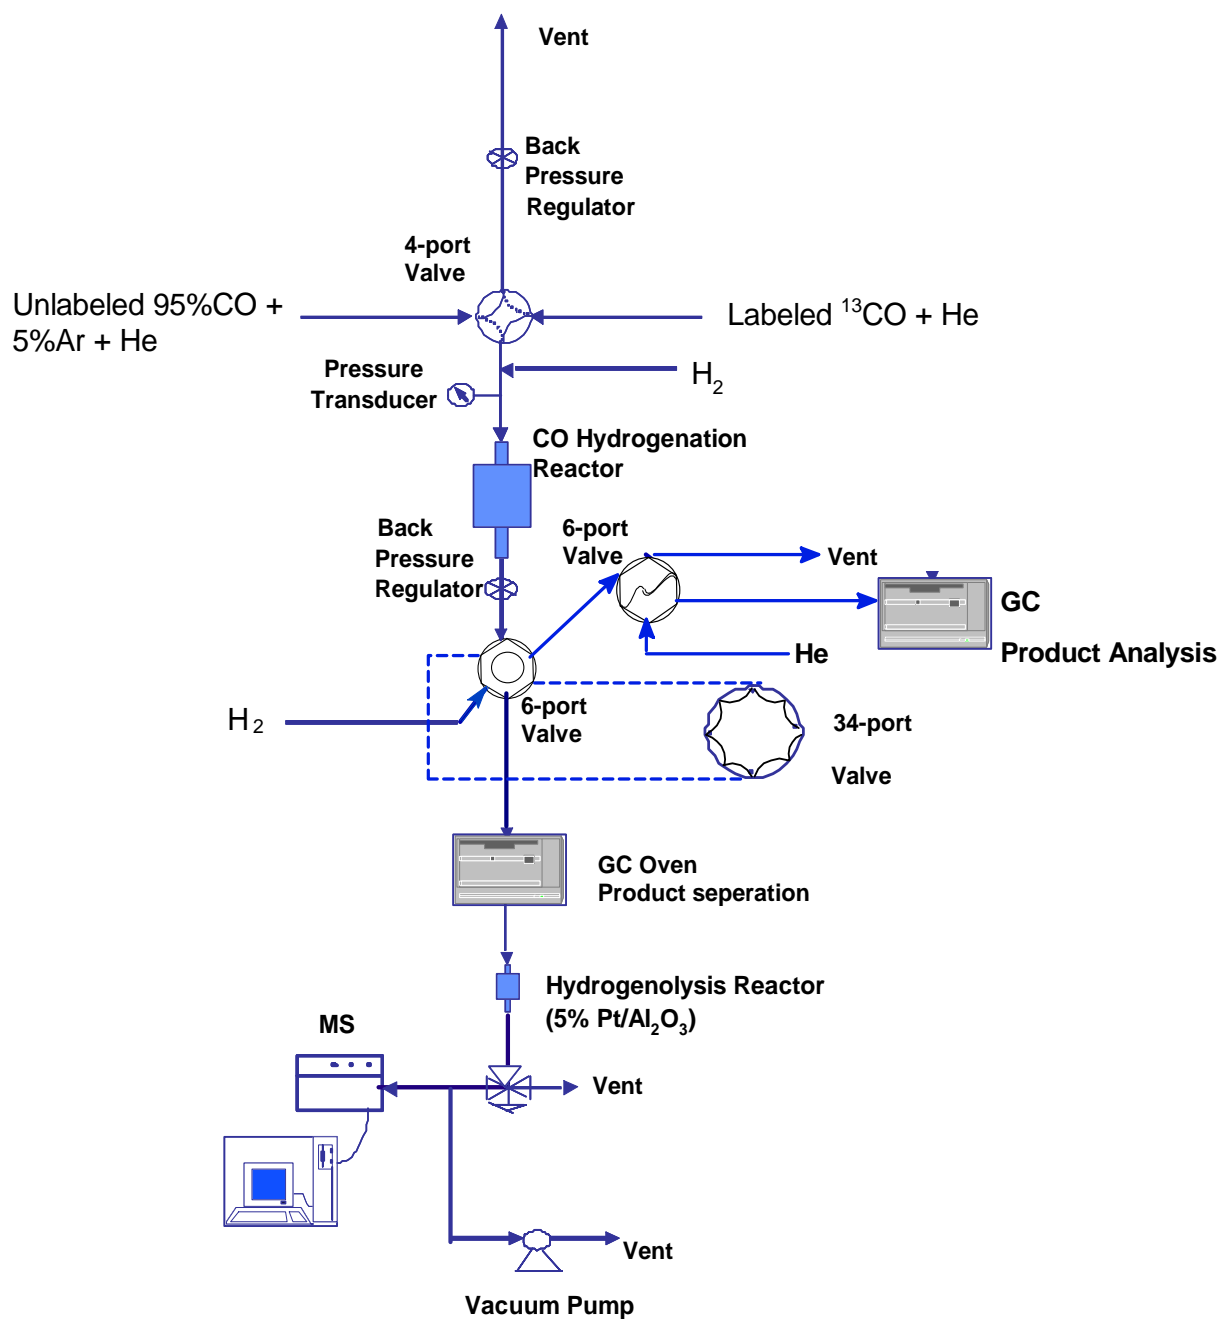 Vent
Back
Pressure
Regulator
4-port
Valve
Unlabeled 95%CO +
5%Ar + He
Labeled ¹³CO + He
Pressure
Transducer
H₂
CO Hydrogenation
Reactor
Back
Pressure
Regulator
6-port
Valve
Vent
GC
Product Analysis
He
H₂
6-port
Valve
34-port
Valve
GC Oven
Product seperation
Hydrogenolysis Reactor
(5% Pt/Al₂O₃)
MS
Vent
Vent
Vacuum Pump